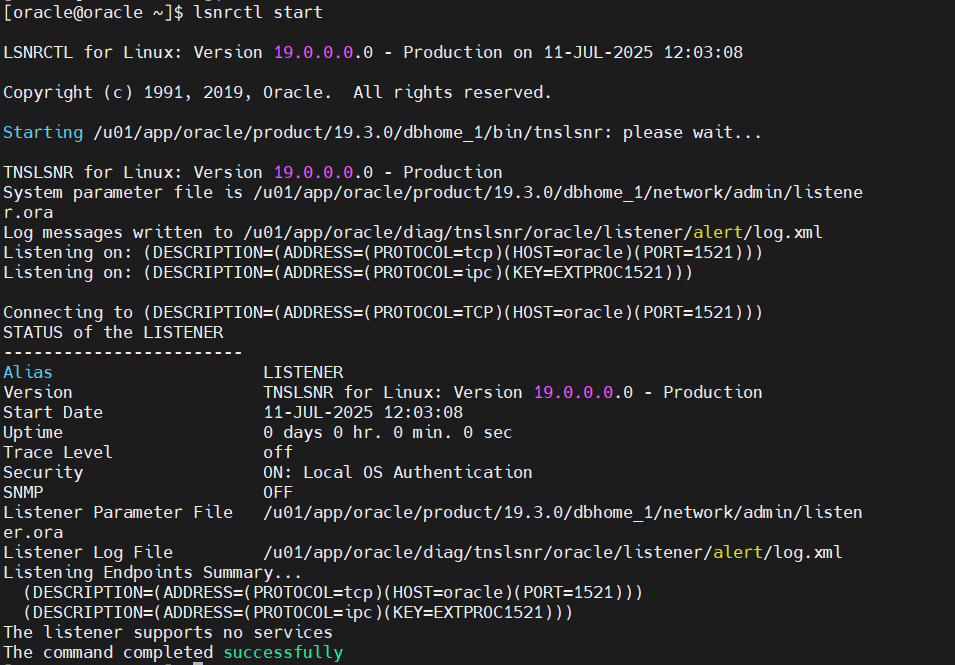 [oracle@oracle ~]$ lsnrctl start
LSNRCTL for Linux: Version 19.0.0.0.0 - Production on 11-JUL-2025 12:03:08
Copyright (c) 1991, 2019, Oracle.  All rights reserved.
Starting /u01/app/oracle/product/19.3.0/dbhome_1/bin/tnslsnr: please wait...
TNSLSNR for Linux: Version 19.0.0.0.0 - Production
System parameter file is /u01/app/oracle/product/19.3.0/dbhome_1/network/admin/listene
r.ora
Log messages written to /u01/app/oracle/diag/tnslsnr/oracle/listener/alert/log.xml
Listening on: (DESCRIPTION=(ADDRESS=(PROTOCOL=tcp)(HOST=oracle)(PORT=1521)))
Listening on: (DESCRIPTION=(ADDRESS=(PROTOCOL=ipc)(KEY=EXTPROC1521)))
Connecting to (DESCRIPTION=(ADDRESS=(PROTOCOL=TCP)(HOST=oracle)(PORT=1521)))
STATUS of the LISTENER
------------------------
Alias                     LISTENER
Version                   TNSLSNR for Linux: Version 19.0.0.0.0 - Production
Start Date                11-JUL-2025 12:03:08
Uptime                    0 days 0 hr. 0 min. 0 sec
Trace Level               off
Security                  ON: Local OS Authentication
SNMP                      OFF
Listener Parameter File   /u01/app/oracle/product/19.3.0/dbhome_1/network/admin/listen
er.ora
Listener Log File         /u01/app/oracle/diag/tnslsnr/oracle/listener/alert/log.xml
Listening Endpoints Summary...
  (DESCRIPTION=(ADDRESS=(PROTOCOL=tcp)(HOST=oracle)(PORT=1521)))
  (DESCRIPTION=(ADDRESS=(PROTOCOL=ipc)(KEY=EXTPROC1521)))
The listener supports no services
The command completed successfully